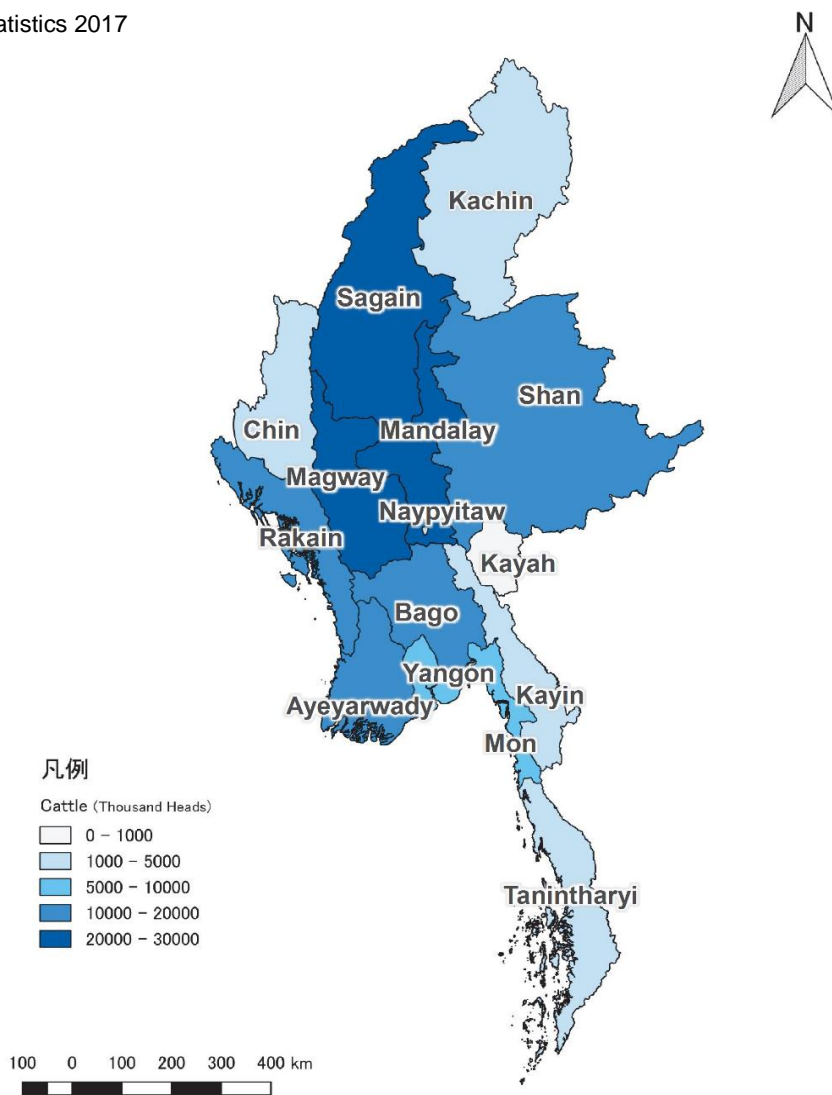 atistics 2017
N
Kachin
Sagain
Shan
Chin
Mandalay
Magway
Naypyitaw
Rakain
Kayah
Bago
Yangon
Kayin
Ayeyarwady
Mon
凡例
Cattle (Thousand Heads)
0 - 1000
1000 - 5000
5000 - 10000
10000 - 20000
20000 - 30000
Tanintharyi
100 0 100 200 300 400 km